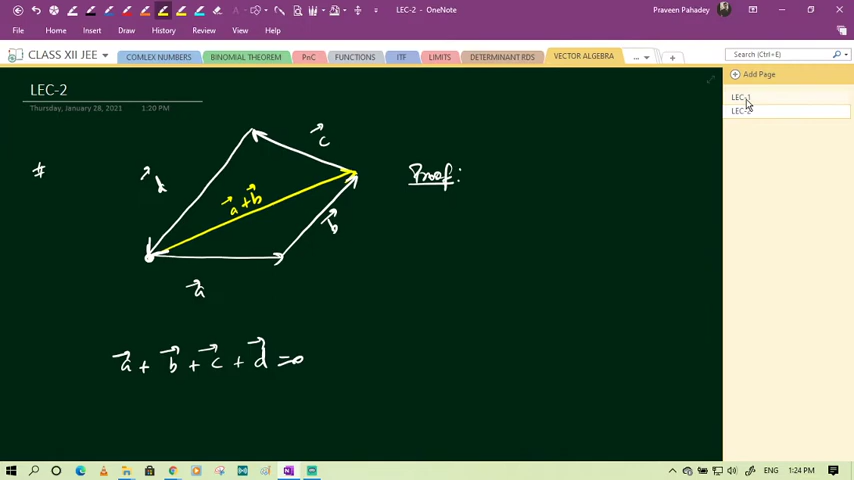 LEC-2 - OneNote
Praveen Pahadey
File Home Insert Draw History Review View Help
CLASS XII JEE
COMLEX NUMBERS BINOMIAL THEOREM PnC FUNCTIONS ITF LIMITS DETERMINANT RDS VECTOR ALGEBRA ...
Search (Ctrl+E)
Add Page
LEC-1
LEC-2
LEC-2
Thursday, January 28, 2021 1:20 PM
#
c⃗
d⃗
a⃗+b⃗
Proof:
b⃗
a⃗
a⃗ + b⃗ + c⃗ + d⃗ = 0
ENG 1:24 PM